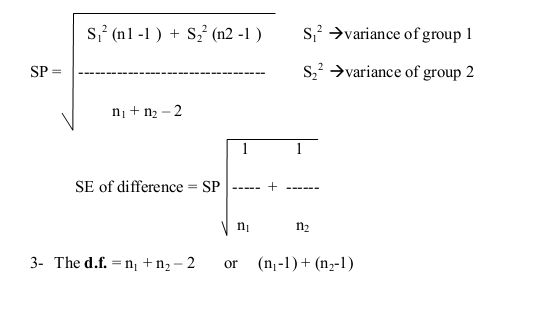 S₁² (n1 -1 ) + S₂² (n2 -1 ) S₁² →variance of group 1
SP = --------------------------------- S₂² →variance of group 2
n₁ + n₂ – 2
1 1
SE of difference = SP ----- + ------
n₁ n₂
3- The d.f. = n₁ + n₂ – 2 or (n₁-1) + (n₂-1)